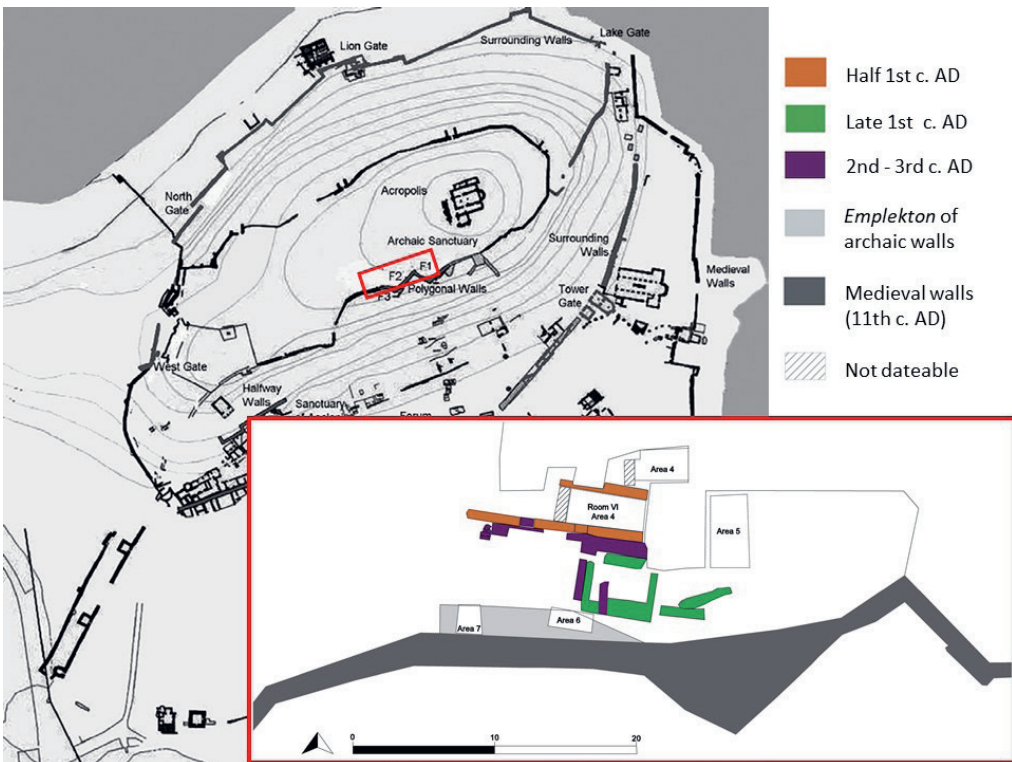 Surrounding Walls
Lake Gate
Lion Gate
North
Gate
Acropolis
Archaic Sanctuary
F1
F2
F3
Polygonal Walls
Surrounding
Walls
Tower
Gate
Medieval
Walls
West Gate
Halfway
Walls
Sanctuary
Half 1st c. AD
Late 1st c. AD
2nd - 3rd c. AD
Emplekton of
archaic walls
Medieval walls
(11th c. AD)
Not dateable
Area 4
Room VI
Area 4
Area 5
Area 6
Area 7
0
10
20